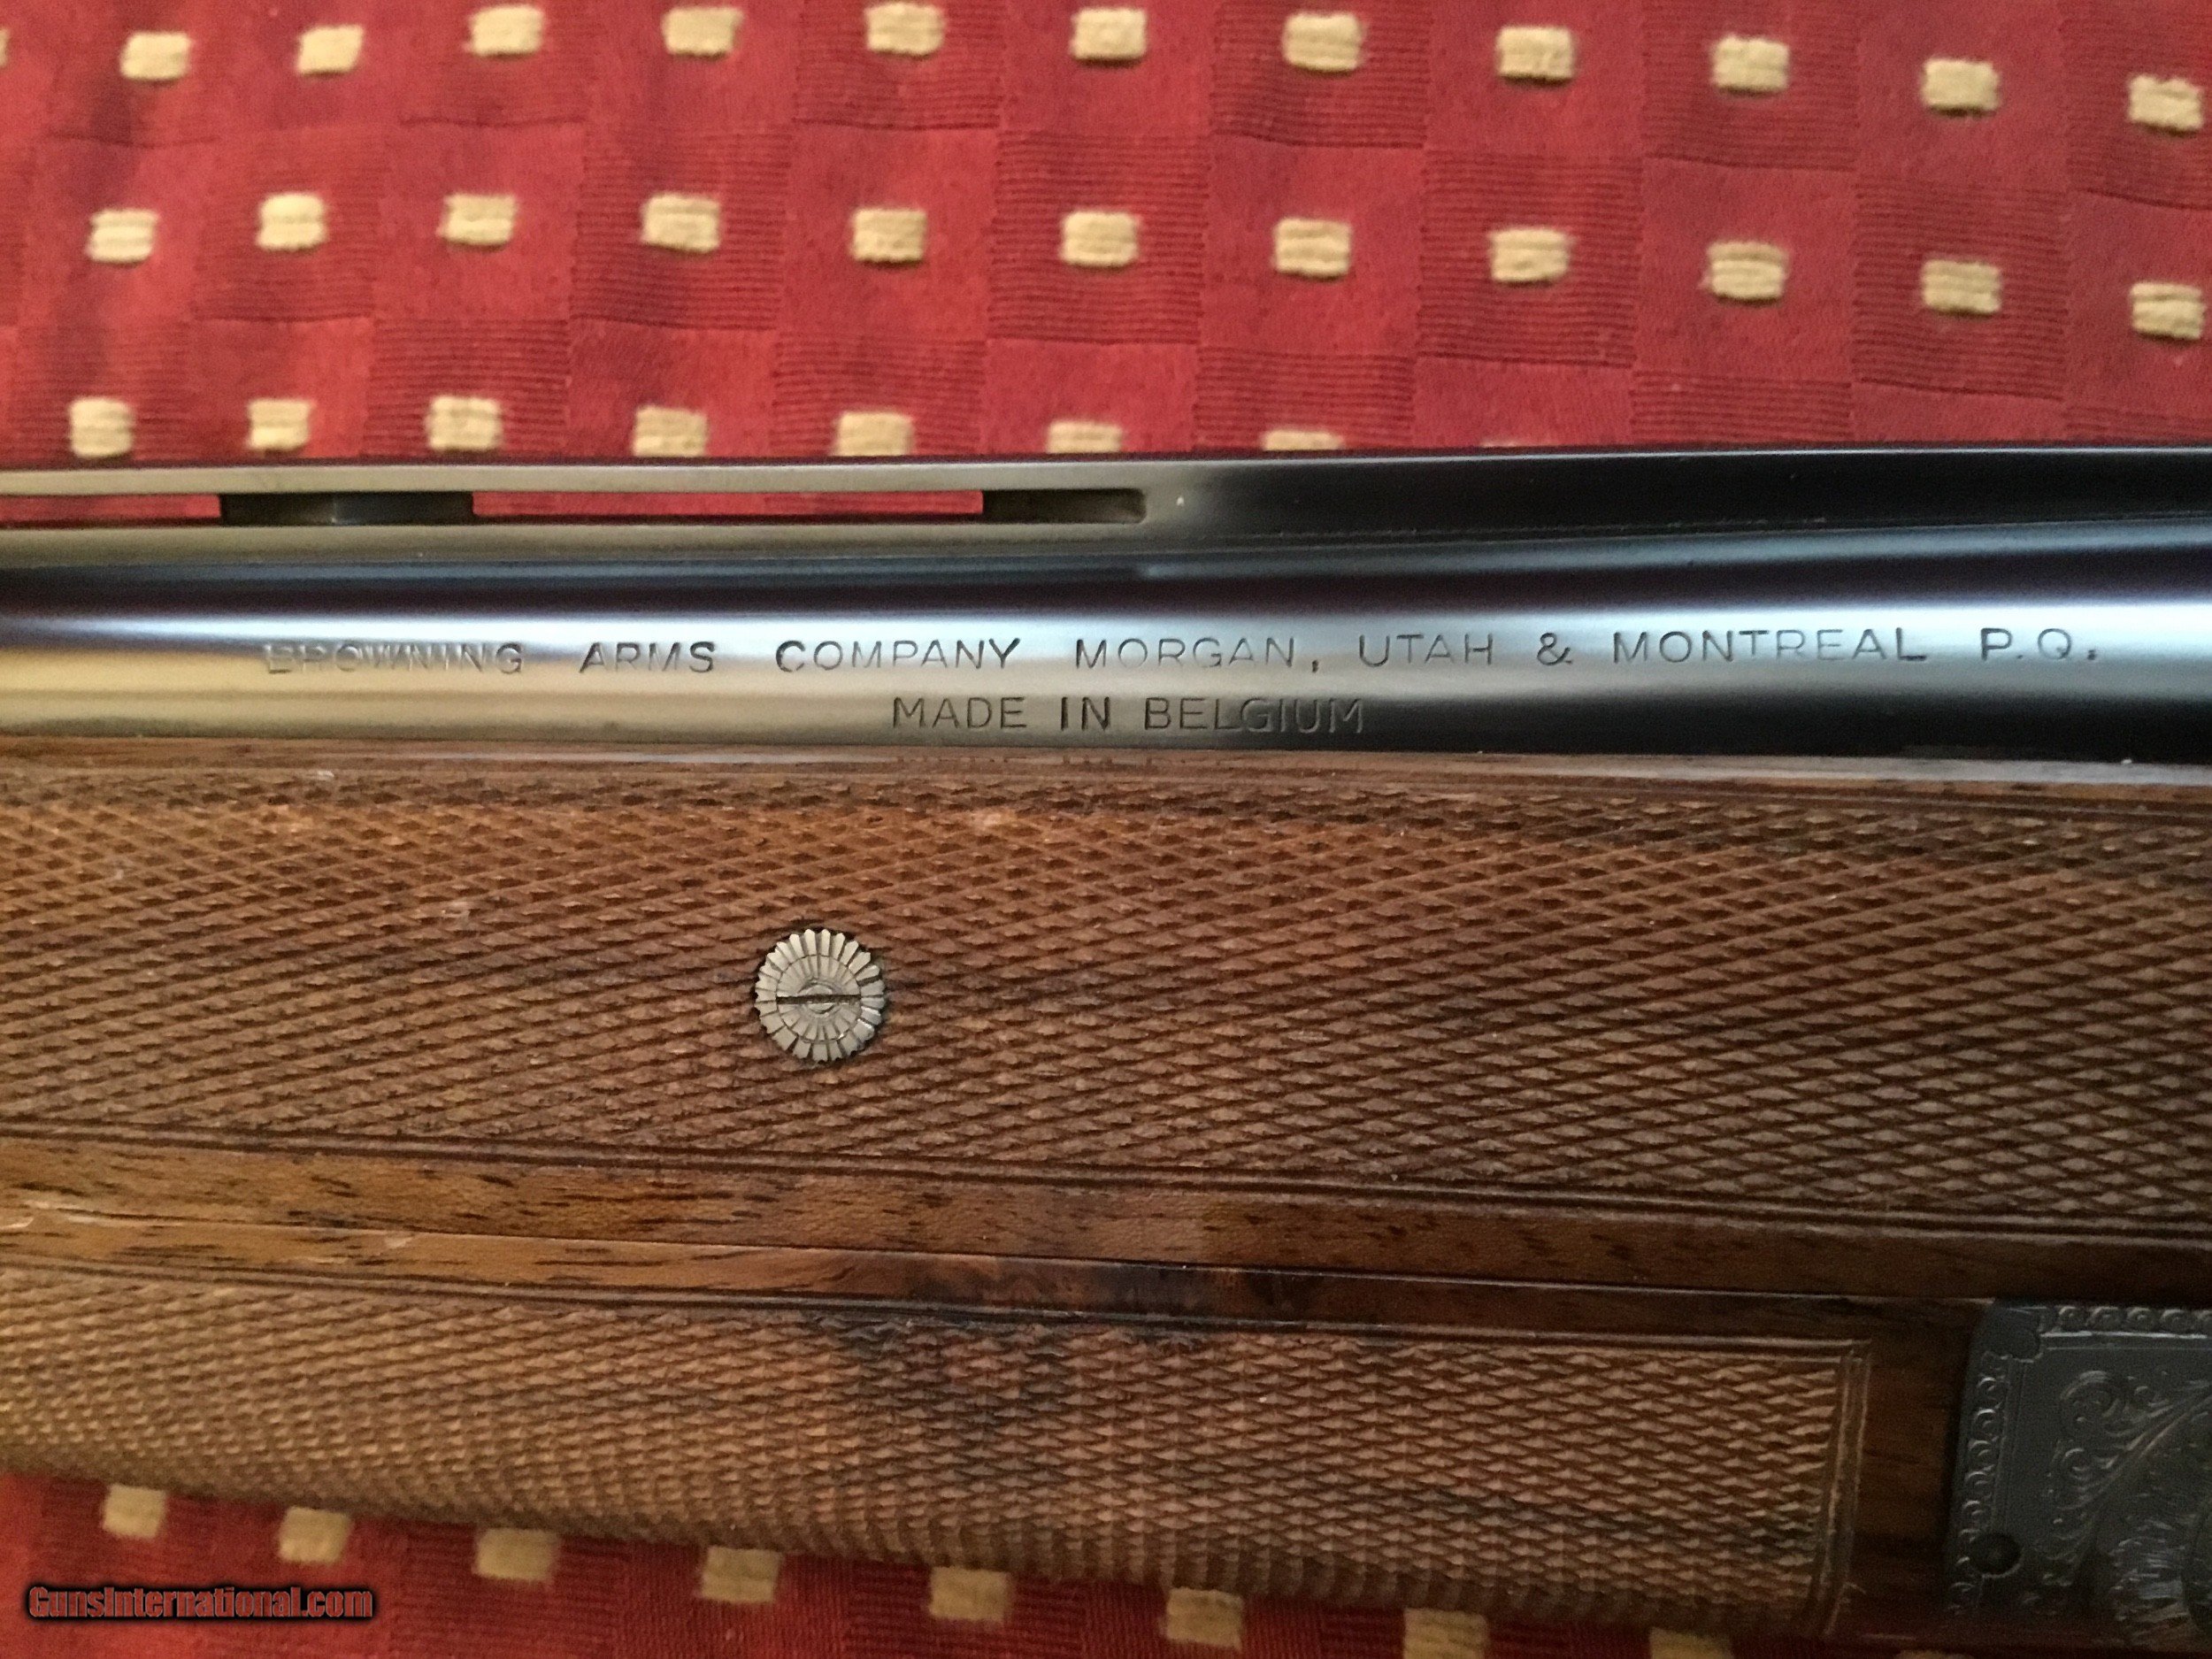 BROWNING ARMS COMPANY MORGAN, UTAH & MONTREAL P.Q.
MADE IN BELGIUM
GunsInternational.com